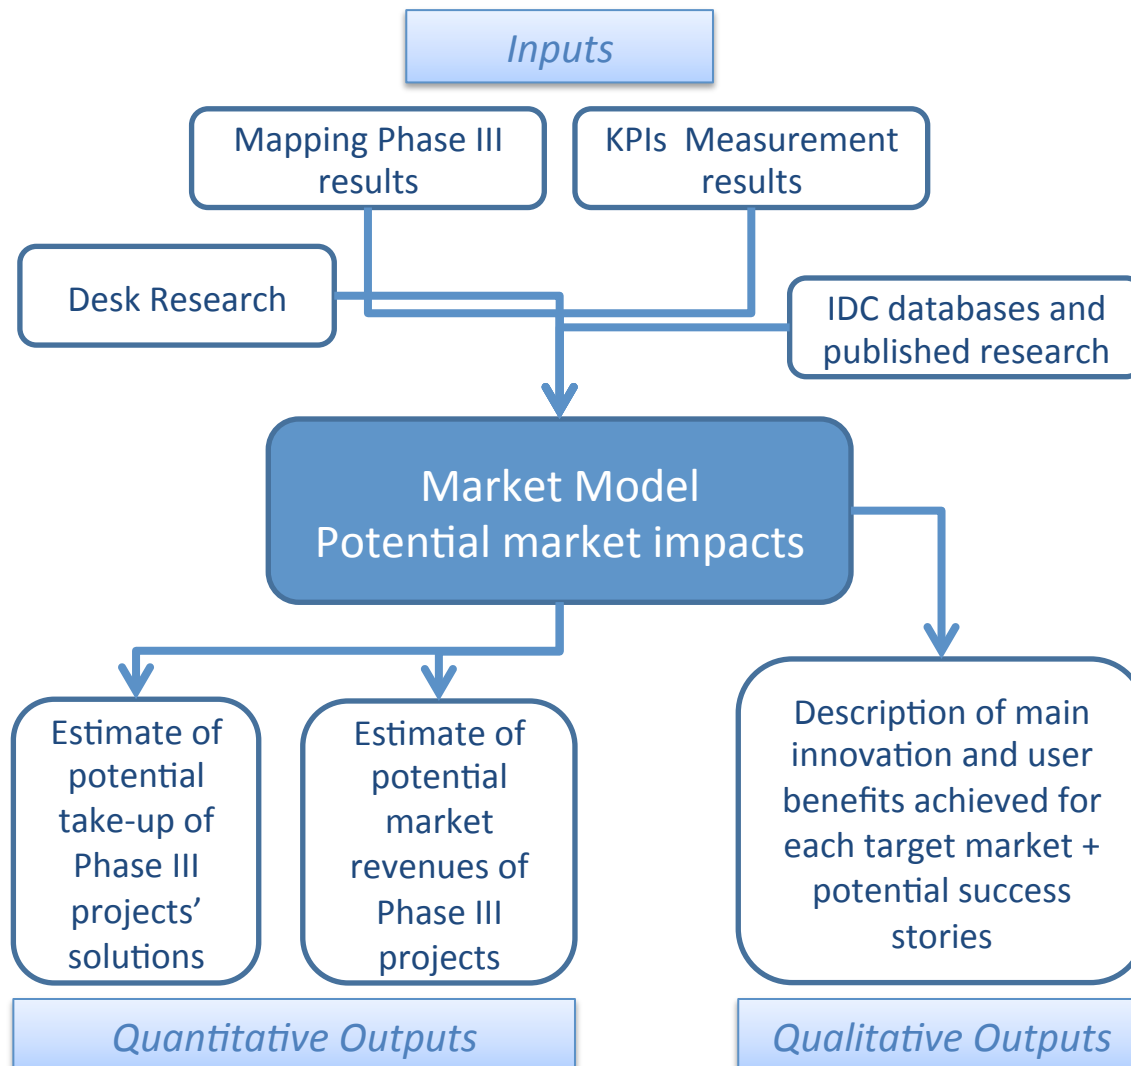 Inputs
Mapping Phase III
results
KPIs  Measurement
results
Desk Research
IDC databases and
published research
Market Model
Potential market impacts
Estimate of
potential
take-up of
Phase III
projects’
solutions
Estimate of
potential
market
revenues of
Phase III
projects
Description of main
innovation and user
benefits achieved for
each target market +
potential success
stories
Quantitative Outputs
Qualitative Outputs